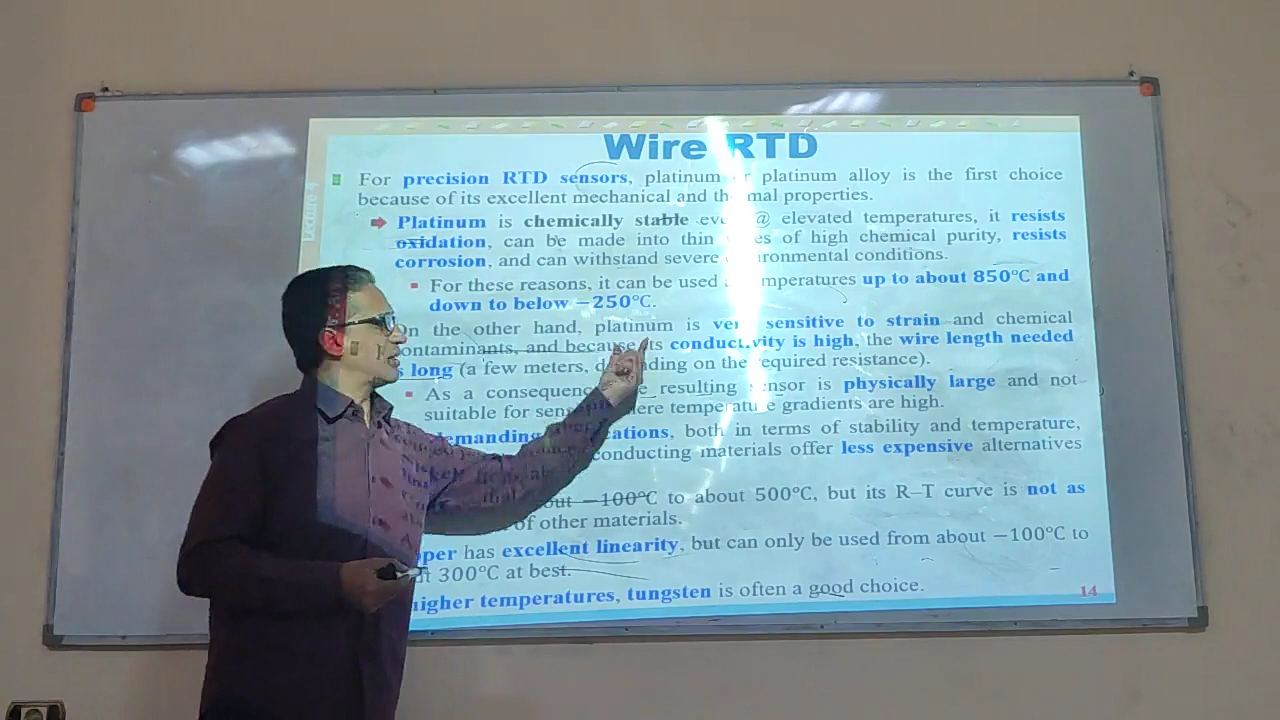 Wire RTD
For precision RTD sensors, platinum or platinum alloy is the first choice
because of its excellent mechanical and thermal properties.
Platinum is chemically stable even @ elevated temperatures, it resists
oxidation, can be made into thin wires of high chemical purity, resists
corrosion, and can withstand severe environmental conditions.
For these reasons, it can be used temperatures up to about 850°C and
down to below −250°C.
On the other hand, platinum is very sensitive to strain and chemical
contaminants, and because its conductivity is high, the wire length needed
is long (a few meters, depending on the required resistance).
As a consequence resulting sensor is physically large and not
suitable for temperature gradients are high.
demanding applications, both in terms of stability and temperature,
conducting materials offer less expensive alternatives
−100°C to about 500°C, but its R–T curve is not as
of other materials.
has excellent linearity, but can only be used from about −100°C to
300°C at best.
higher temperatures, tungsten is often a good choice.
14
Lecture 4